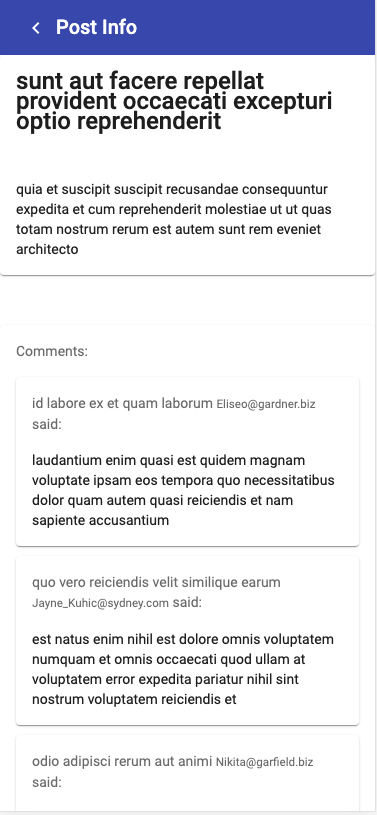 Post Info
sunt aut facere repellat
provident occaecati excepturi
optio reprehenderit
quia et suscipit suscipit recusandae consequuntur
expedita et cum reprehenderit molestiae ut ut quas
totam nostrum rerum est autem sunt rem eveniet
architecto
Comments:
id labore ex et quam laborum Eliseo@gardner.biz
said:
laudantium enim quasi est quidem magnam
voluptate ipsam eos tempora quo necessitatibus
dolor quam autem quasi reiciendis et nam
sapiente accusantium
quo vero reiciendis velit similique earum
Jayne_Kuhic@sydney.com said:
est natus enim nihil est dolore omnis voluptatem
numquam et omnis occaecati quod ullam at
voluptatem error expedita pariatur nihil sint
nostrum voluptatem reiciendis et
odio adipisci rerum aut animi Nikita@garfield.biz
said: